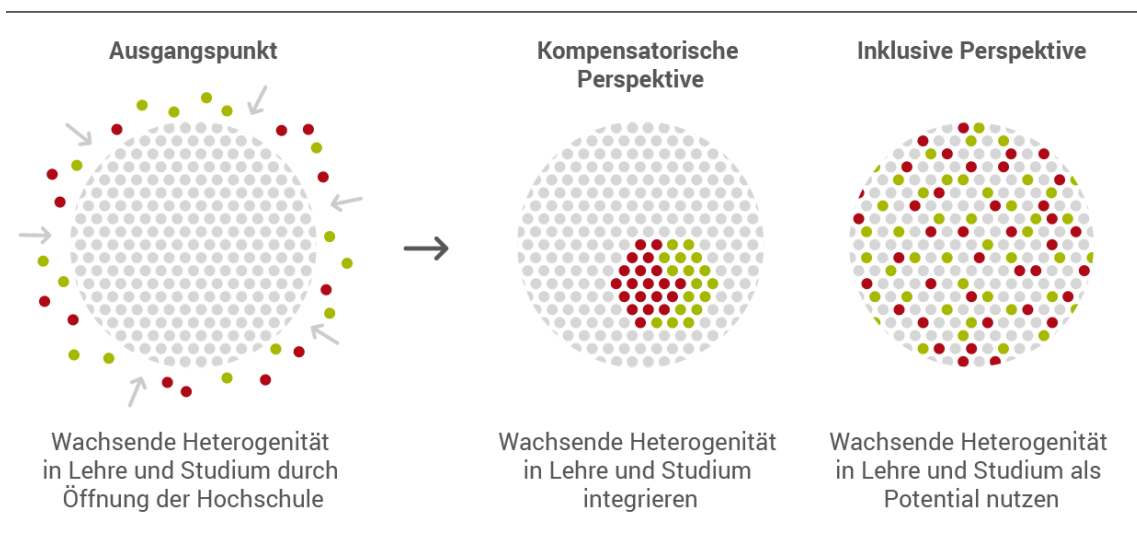 Ausgangspunkt
Wachsende Heterogenität
in Lehre und Studium durch
Öffnung der Hochschule
Kompensatorische
Perspektive
Wachsende Heterogenität
in Lehre und Studium
integrieren
Inklusive Perspektive
Wachsende Heterogenität
in Lehre und Studium als
Potential nutzen